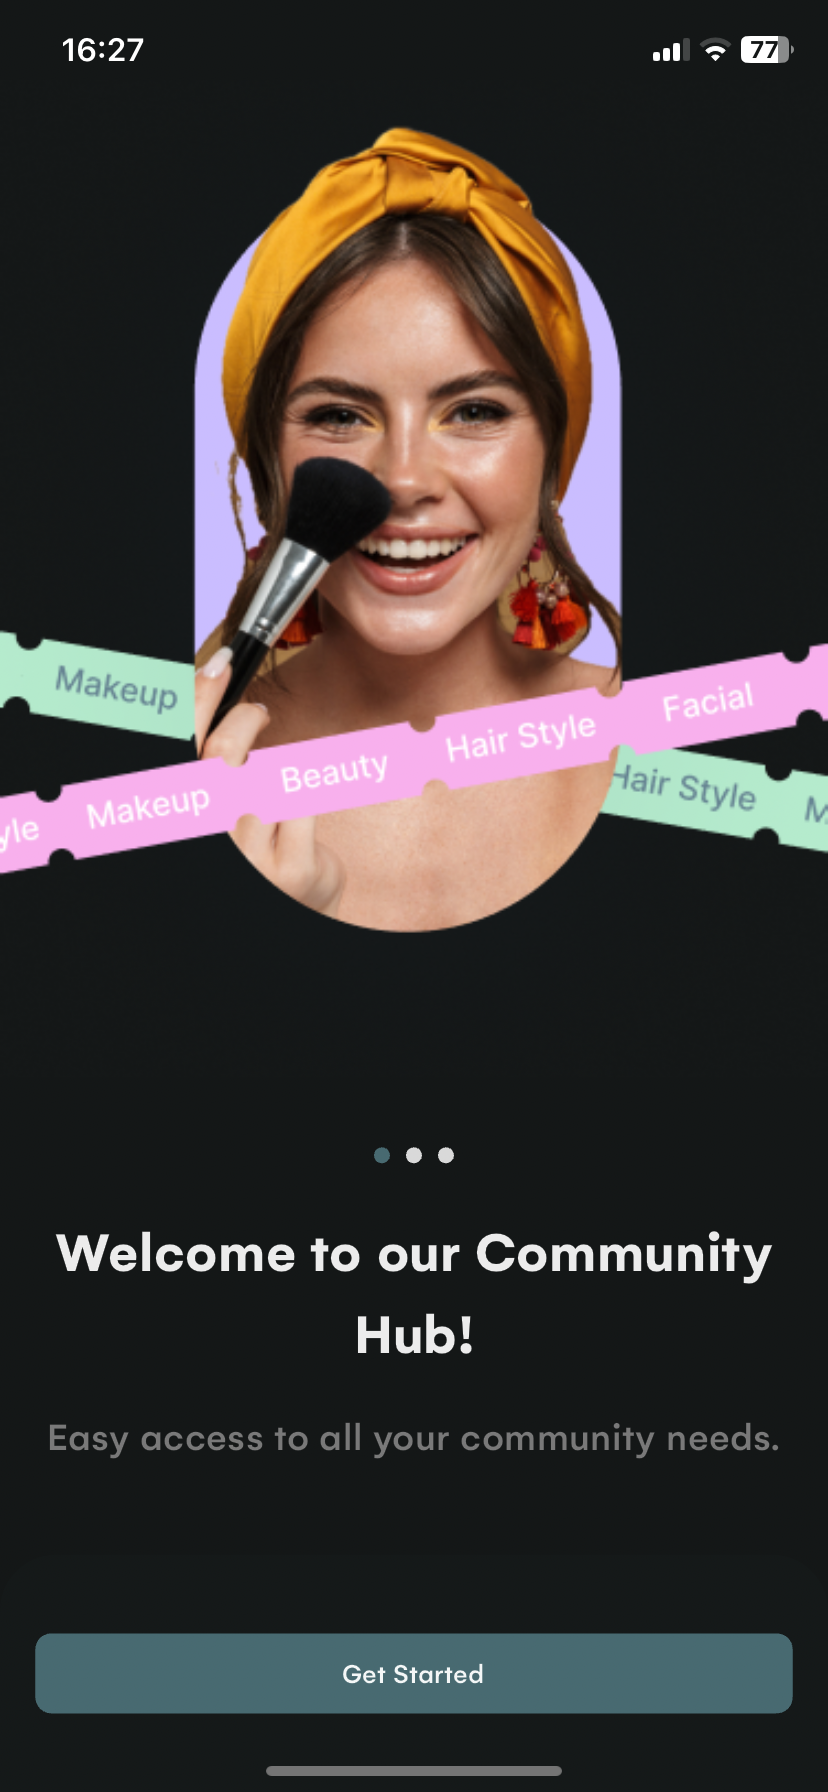 16:27
77
Makeup
Facial
Hair Style
Beauty
Makeup
yle
Hair Style
M
Welcome to our Community
Hub!
Easy access to all your community needs.
Get Started